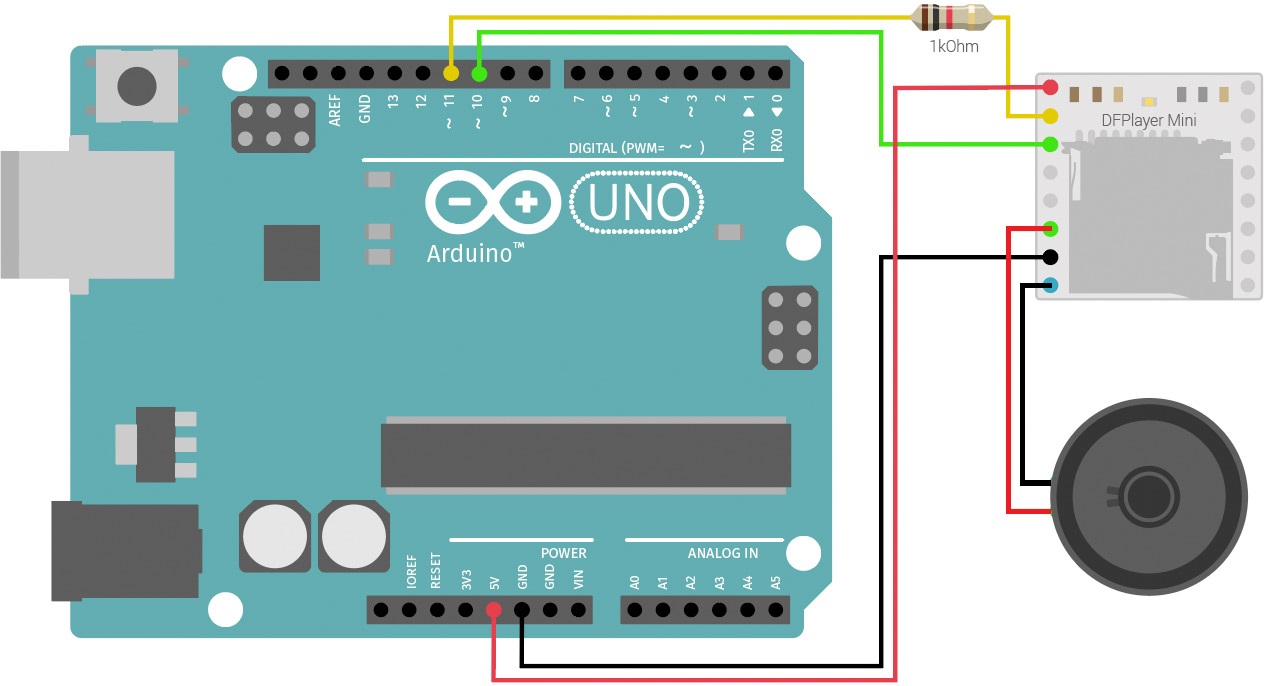 1kOhm
DFPlayer Mini
AREF
GND
13
12
~ 11
~ 10
~ 9
8
7
~ 6
~ 5
4
~ 3
2
TX0 ▶ 1
RX0 ◀ 0
DIGITAL (PWM= ~ )
UNO
Arduino™
POWER
ANALOG IN
IOREF
RESET
3V3
5V
GND
GND
VIN
A0
A1
A2
A3
A4
A5